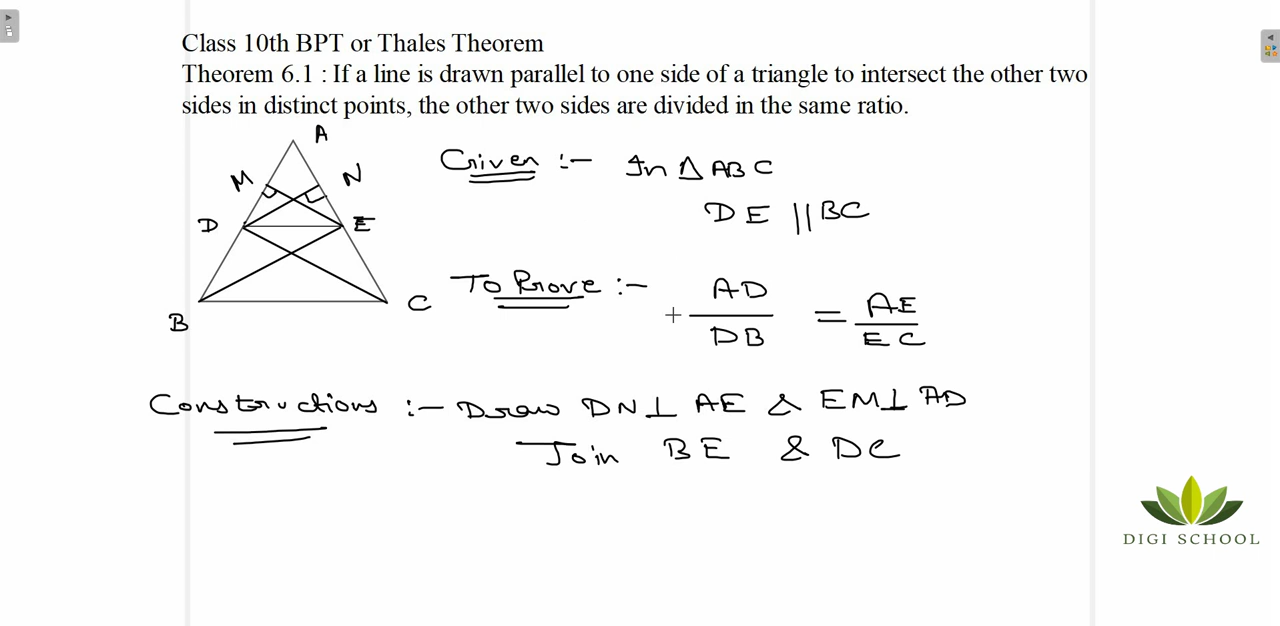 Class 10th BPT or Thales Theorem
Theorem 6.1 : If a line is drawn parallel to one side of a triangle to intersect the other two
sides in distinct points, the other two sides are divided in the same ratio.
A
M
N
D
E
B
C
Given :- In Δ ABC
DE || BC
To Prove :- AD/DB = AE/EC
Constructions :- Draw DN⊥ AE & EM⊥ AD
Join BE & DC
DIGI SCHOOL